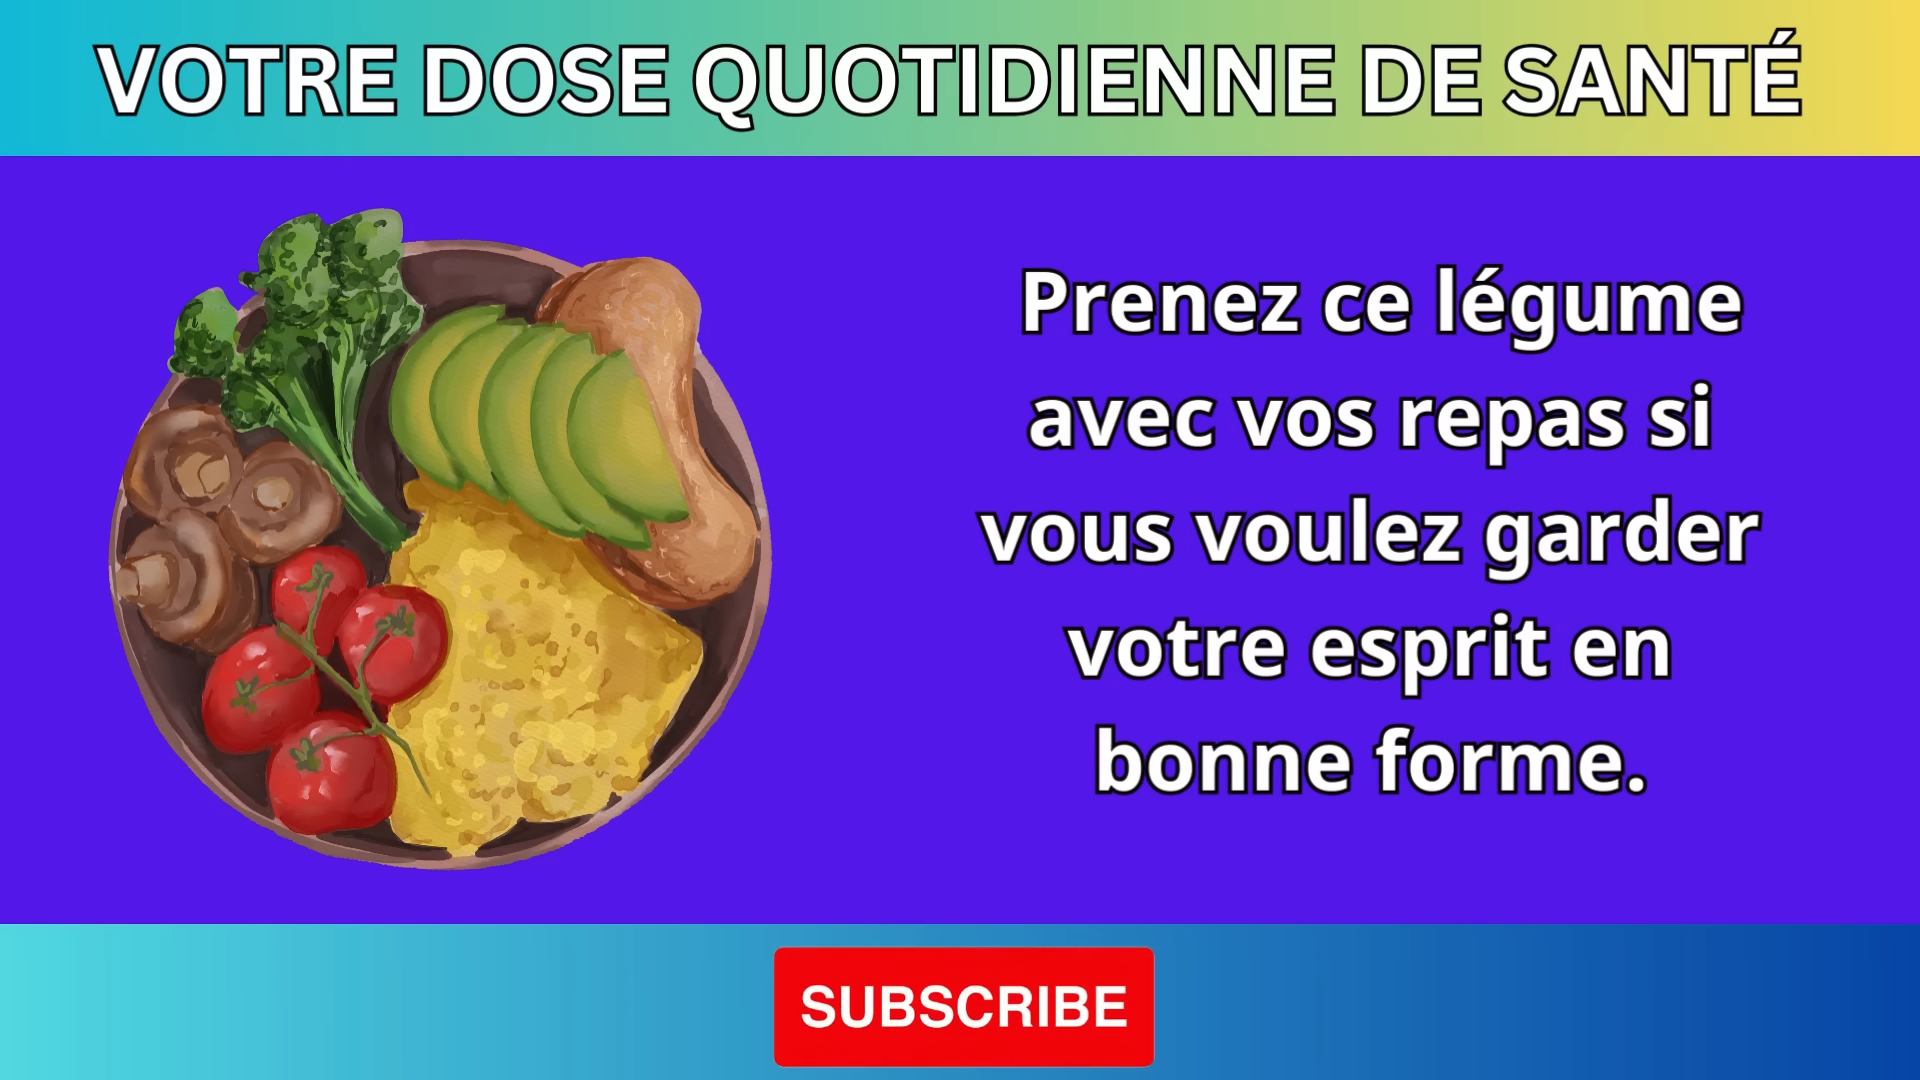 VOTRE DOSE QUOTIDIENNE DE SANTÉ
Prenez ce légume
avec vos repas si
vous voulez garder
votre esprit en
bonne forme.
SUBSCRIBE